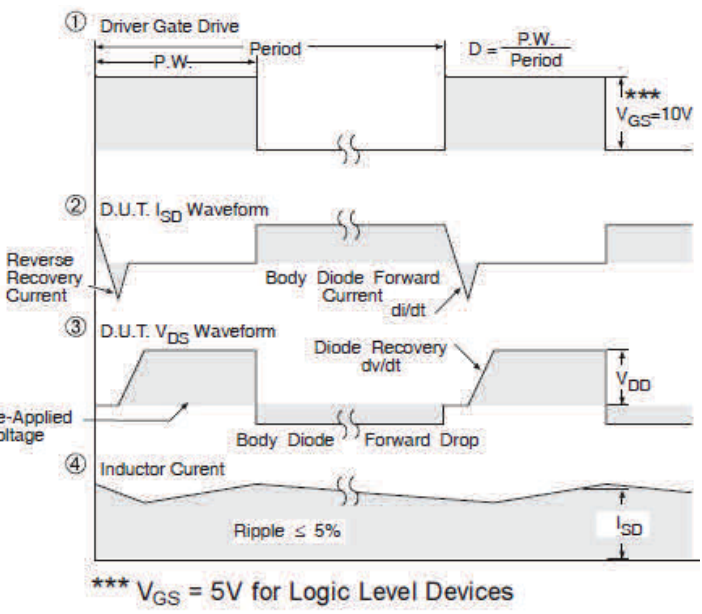 ① Driver Gate Drive
P.W.
Period
D = P.W.
Period
***
VGS=10V
② D.U.T. ISD Waveform
Reverse
Recovery
Current
Body Diode Forward
Current
di/dt
③ D.U.T. VDS Waveform
Diode Recovery
dv/dt
VDD
e-Applied
oltage
Body Diode Forward Drop
④ Inductor Curent
Ripple ≤ 5%
ISD
*** VGS = 5V for Logic Level Devices